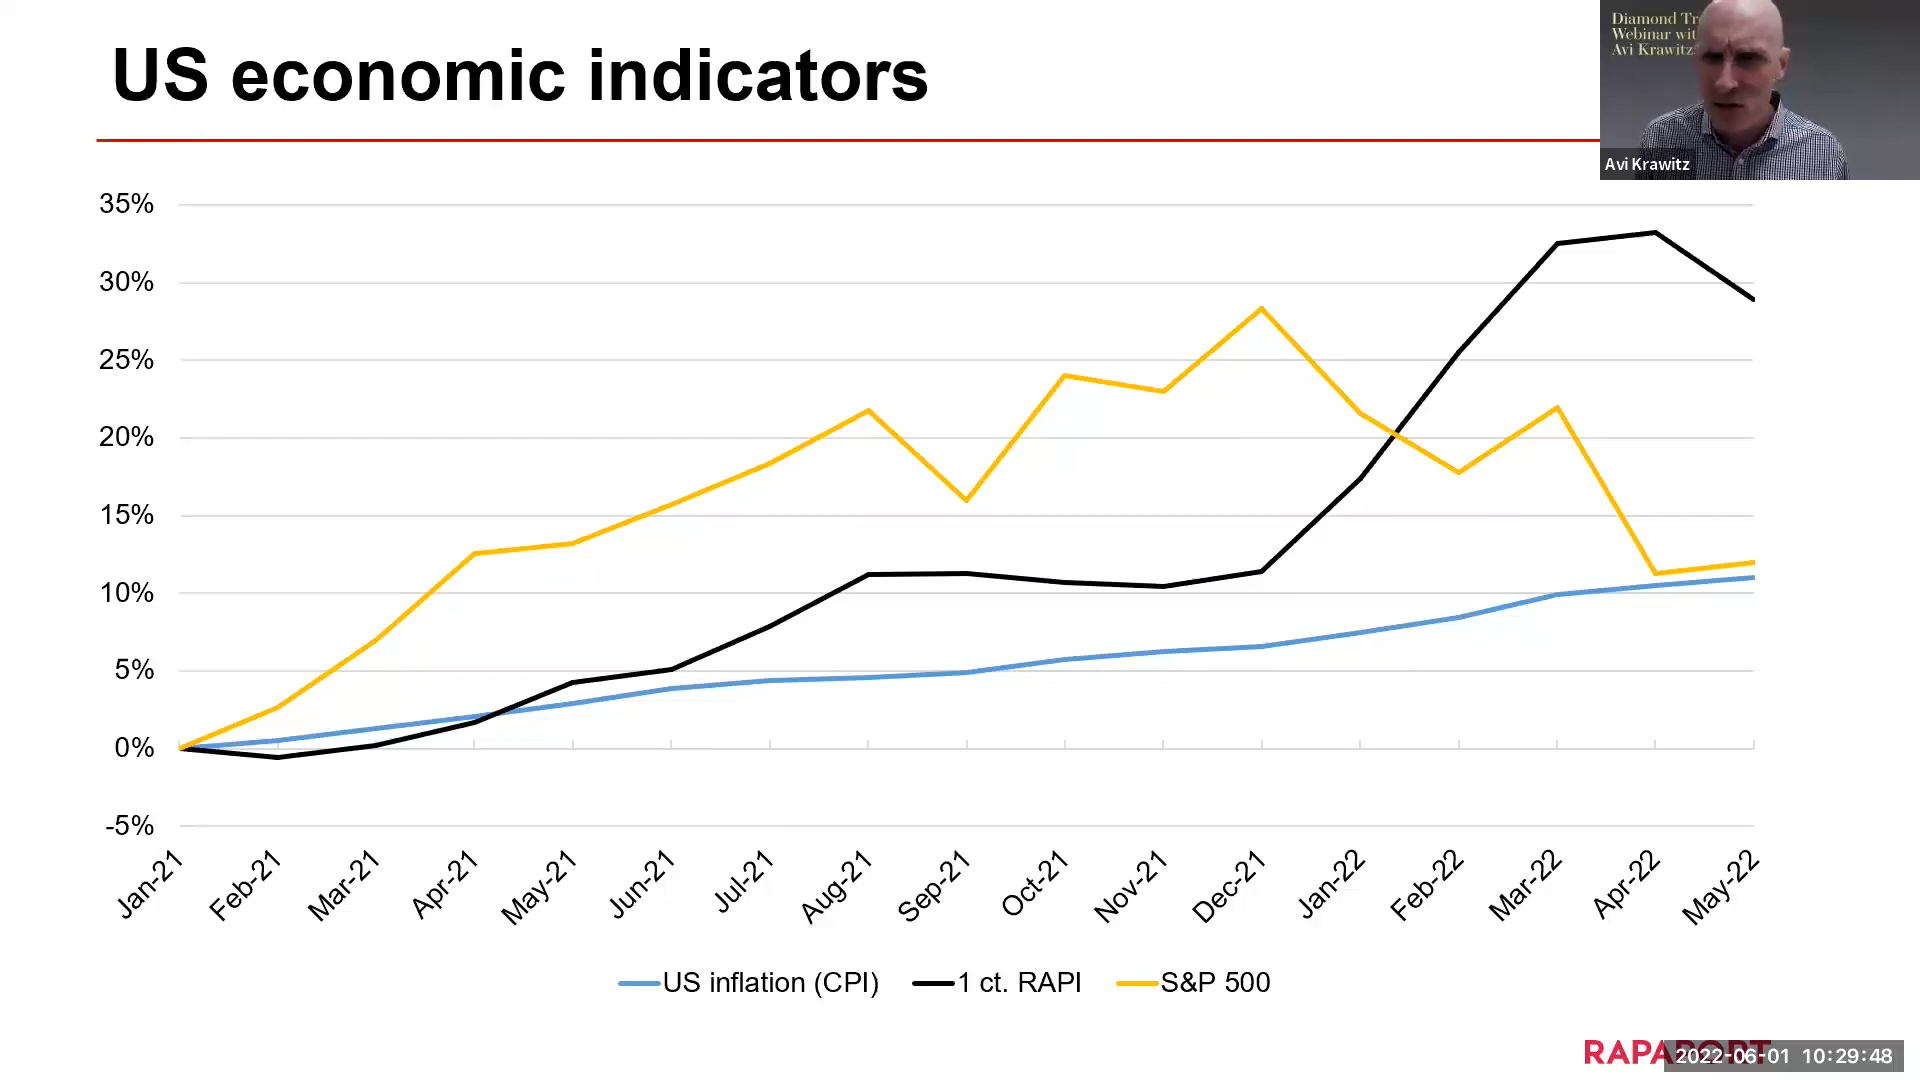 US economic indicators
Diamond Tr
Webinar wit
Avi Krawitz
Avi Krawitz
35%
30%
25%
20%
15%
10%
5%
0%
-5%
Jan-21
Feb-21
Mar-21
Apr-21
May-21
Jun-21
Jul-21
Aug-21
Sep-21
Oct-21
Nov-21
Dec-21
Jan-22
Feb-22
Mar-22
Apr-22
May-22
US inflation (CPI) 1 ct. RAPI S&P 500
RAPAPORT
2022-06-01 10:29:48